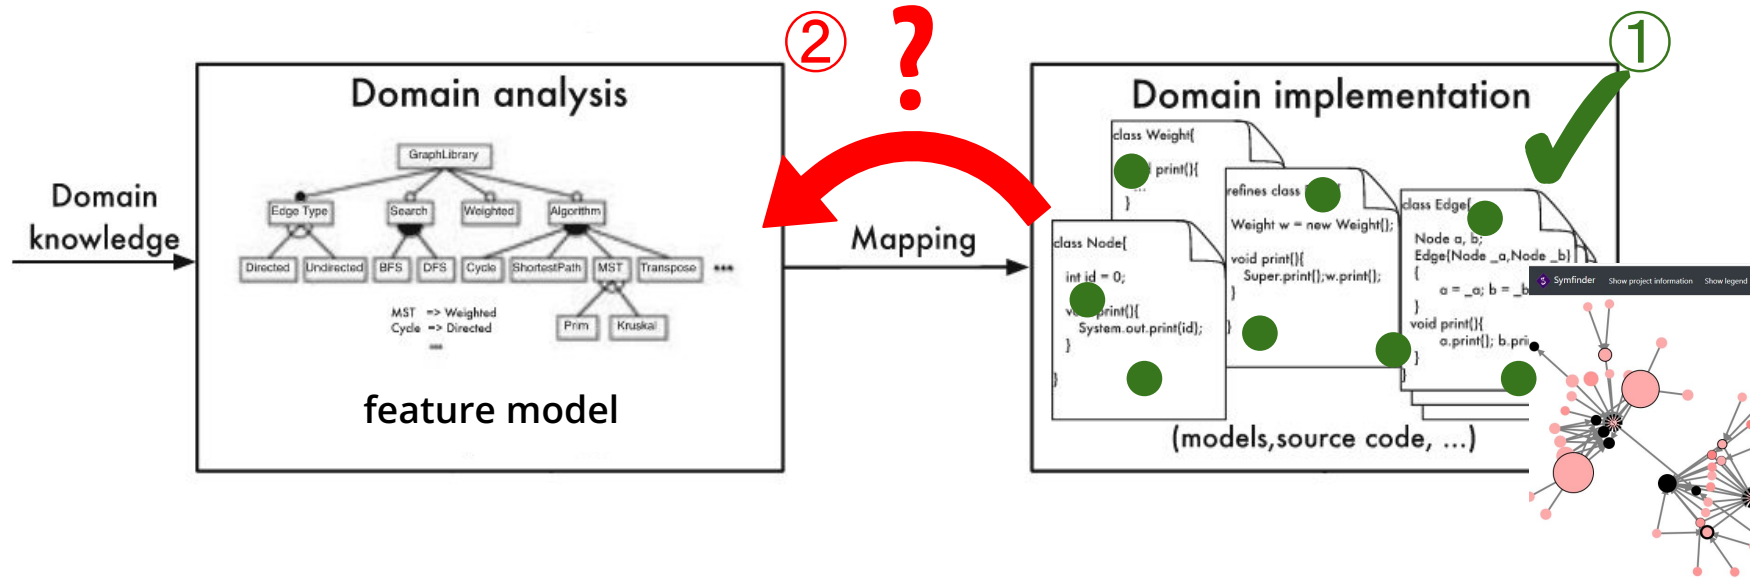 ②
?
①
Domain analysis
Domain implementation
Domain
knowledge
GraphLibrary
Edge Type
Search
Weighted
Algorithm
Directed
Undirected
BFS
DFS
Cycle
ShortestPath
MST
Transpose
MST => Weighted
Cycle => Directed
Prim
Kruskal
feature model
Mapping
class Weight{
print(){
...
}
refines class
Weight w = new Weight();
void print(){
Super.print();w.print();
}
}
class Edge{
Node a, b;
Edge(Node _a,Node _b)
{
a = _a; b = _b
}
void print(){
a.print(); b.pri
}
}
class Node{
int id = 0;
print(){
System.out.print(id);
}
}
(models,source code, ...)
Symfinder
Show project information
Show legend